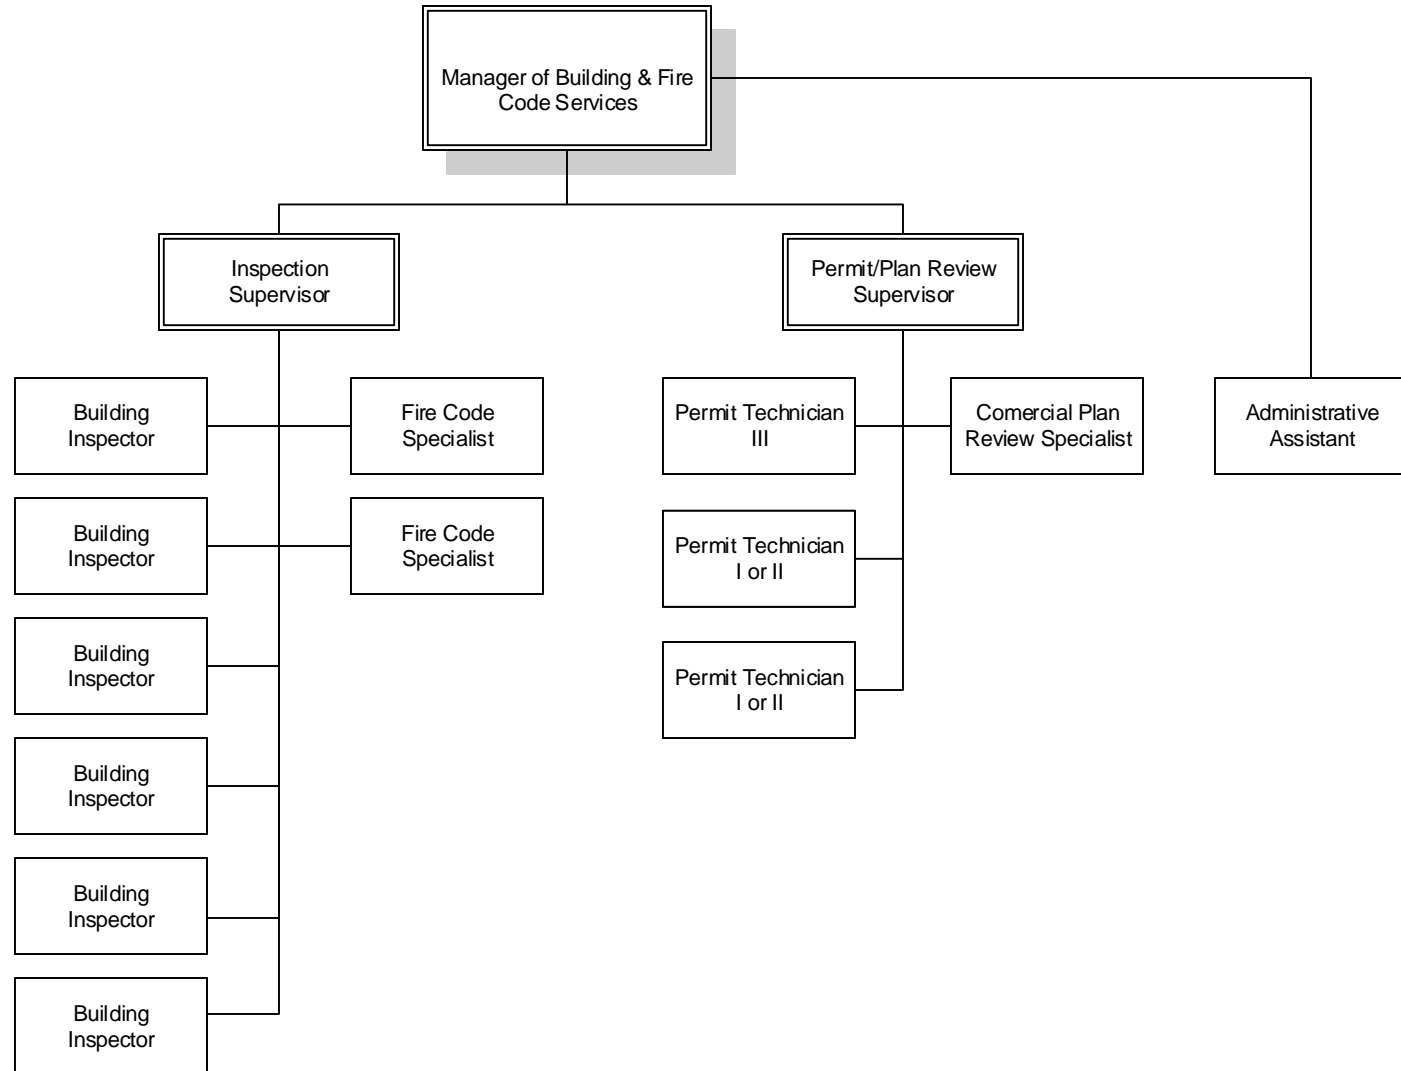 Manager of Building & Fire
Code Services
Inspection
Supervisor
Permit/Plan Review
Supervisor
Building
Inspector
Fire Code
Specialist
Permit Technician
III
Comercial Plan
Review Specialist
Administrative
Assistant
Building
Inspector
Fire Code
Specialist
Permit Technician
I or II
Building
Inspector
Permit Technician
I or II
Building
Inspector
Building
Inspector
Building
Inspector